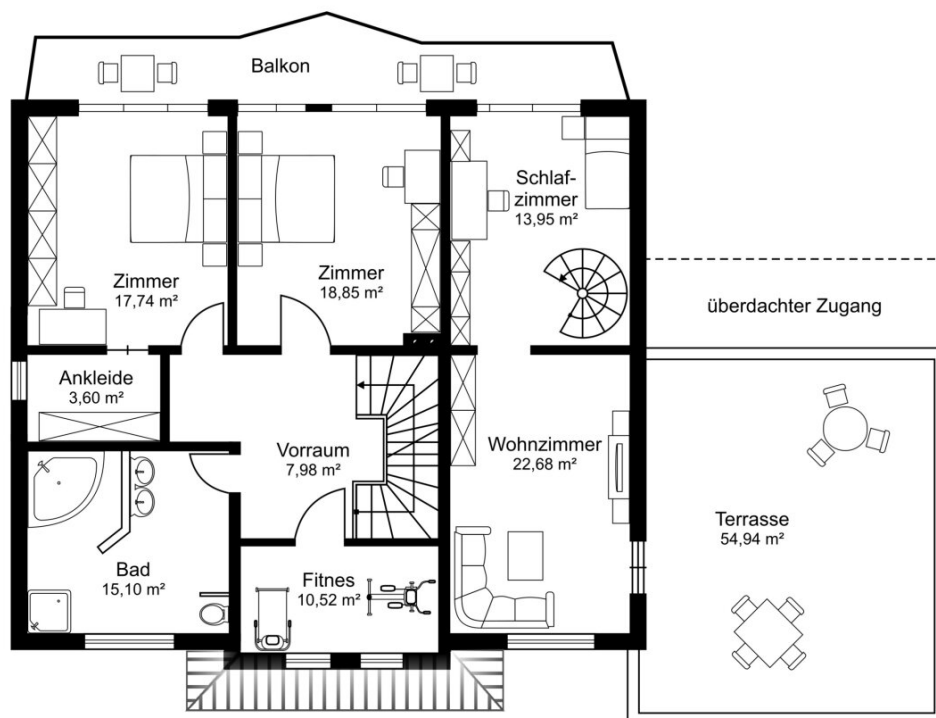 Balkon
Schlaf-
zimmer
13,95 m²
Zimmer
17,74 m²
Zimmer
18,85 m²
überdachter Zugang
Ankleide
3,60 m²
Vorraum
7,98 m²
Wohnzimmer
22,68 m²
Terrasse
54,94 m²
Bad
15,10 m²
Fitnes
10,52 m²